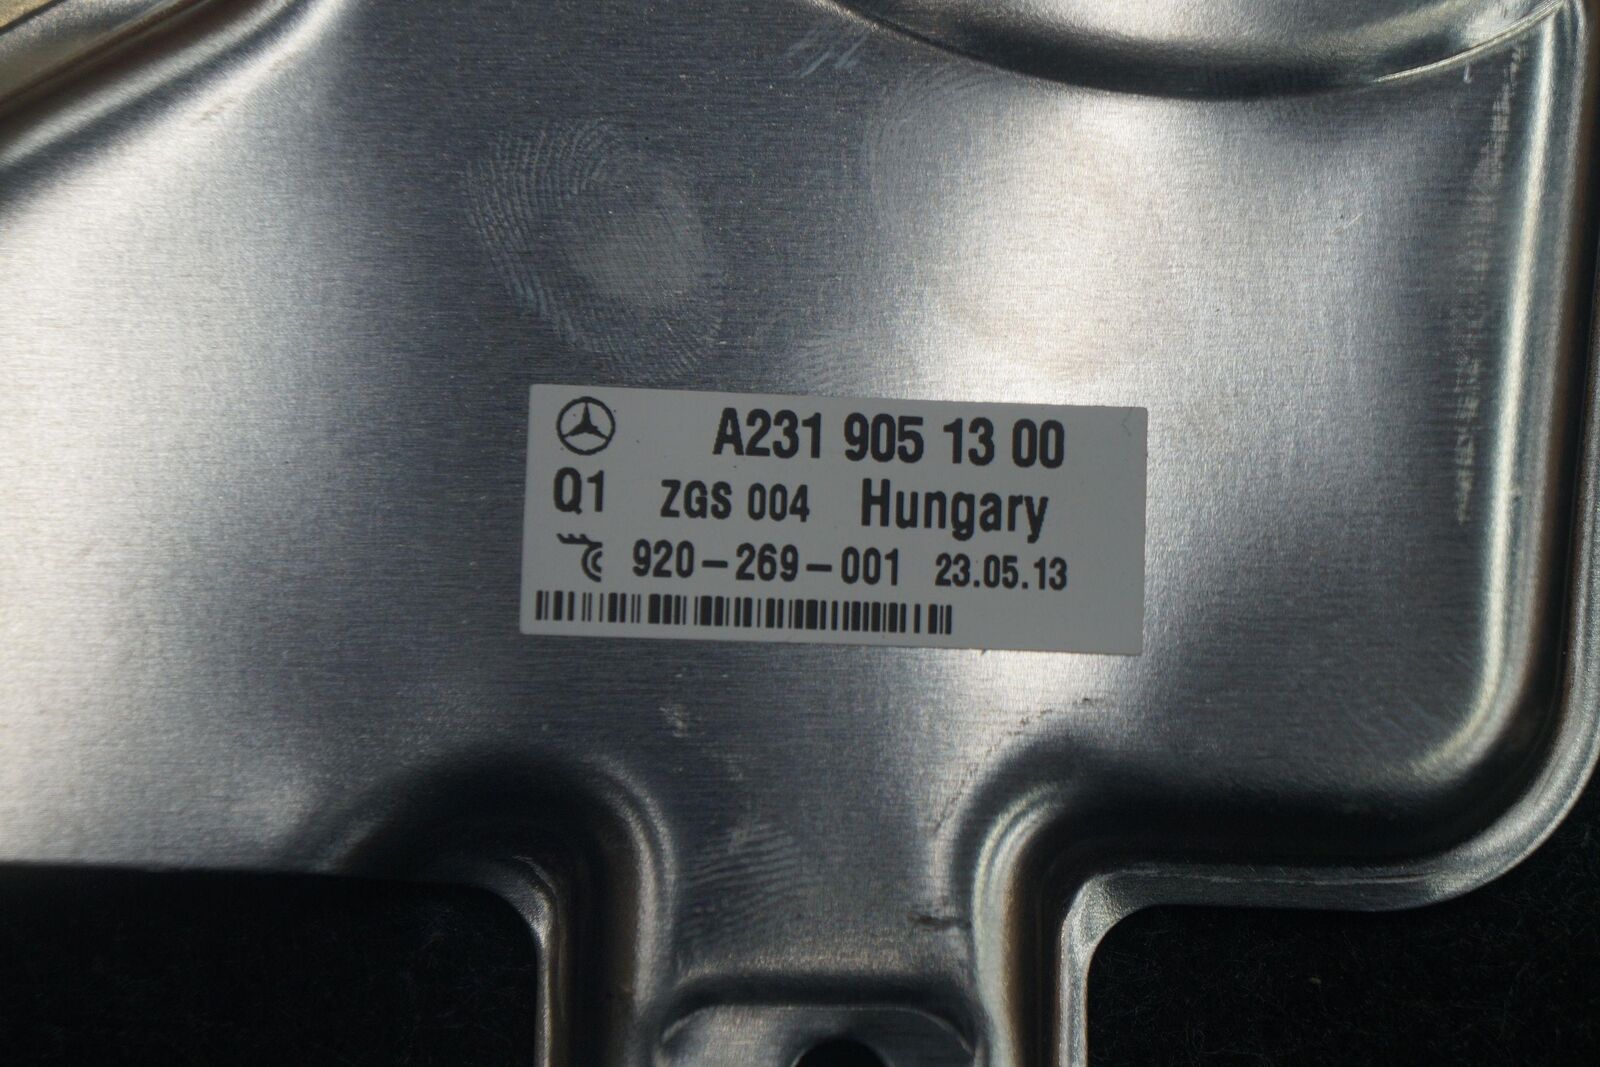 A231 905 13 00
Q1 ZGS 004 Hungary
920-269-001 23.05.13